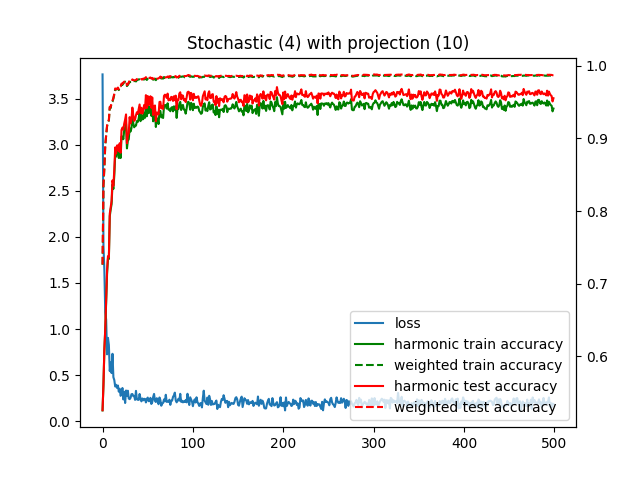 Stochastic (4) with projection (10)
3.5
3.0
2.5
2.0
1.5
1.0
0.5
0.0
1.0
0.9
0.8
0.7
0.6
loss
harmonic train accuracy
weighted train accuracy
harmonic test accuracy
weighted test accuracy
0 100 200 300 400 500